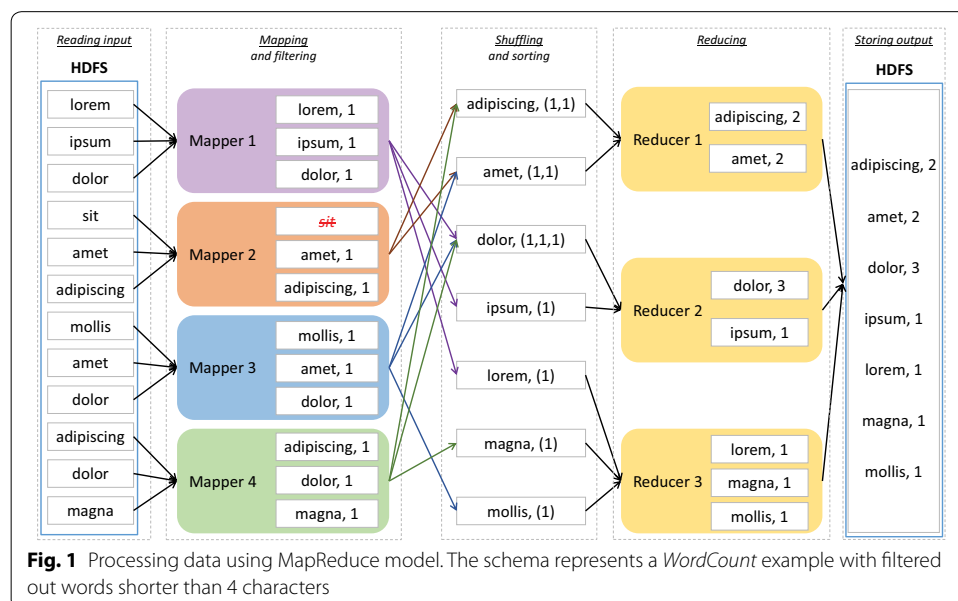 Reading input
HDFS
lorem
ipsum
dolor
sit
amet
adipiscing
mollis
amet
dolor
adipiscing
dolor
magna
Mapping
and filtering
Mapper 1
lorem, 1
ipsum, 1
dolor, 1
Mapper 2
sit
amet, 1
adipiscing, 1
Mapper 3
mollis, 1
amet, 1
dolor, 1
Mapper 4
adipiscing, 1
dolor, 1
magna, 1
Shuffling
and sorting
adipiscing, (1,1)
amet, (1,1)
dolor, (1,1,1)
ipsum, (1)
lorem, (1)
magna, (1)
mollis, (1)
Reducing
Reducer 1
adipiscing, 2
amet, 2
Reducer 2
dolor, 3
ipsum, 1
Reducer 3
lorem, 1
magna, 1
mollis, 1
Storing output
HDFS
adipiscing, 2
amet, 2
dolor, 3
ipsum, 1
lorem, 1
magna, 1
mollis, 1
Fig. 1 Processing data using MapReduce model. The schema represents a WordCount example with filtered
out words shorter than 4 characters